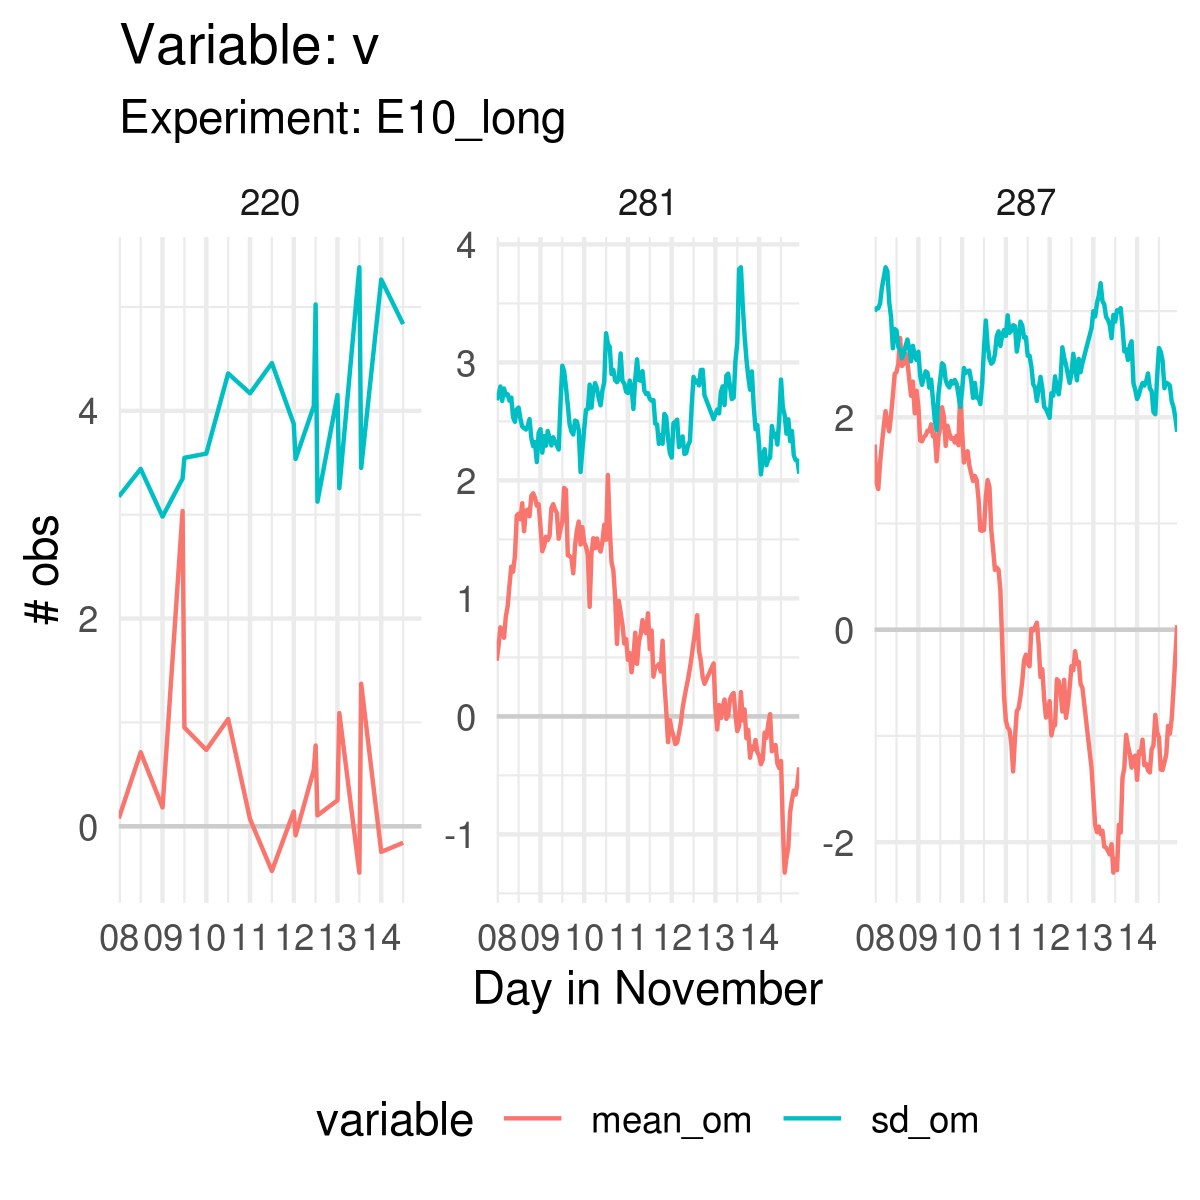 Variable: v
Experiment: E10_long
220 281 287
4
2
0
4
3
2
1
0
-1
2
0
-2
# obs
08 09 10 11 12 13 14 08 09 10 11 12 13 14 08 09 10 11 12 13 14
Day in November
variable mean_om sd_om